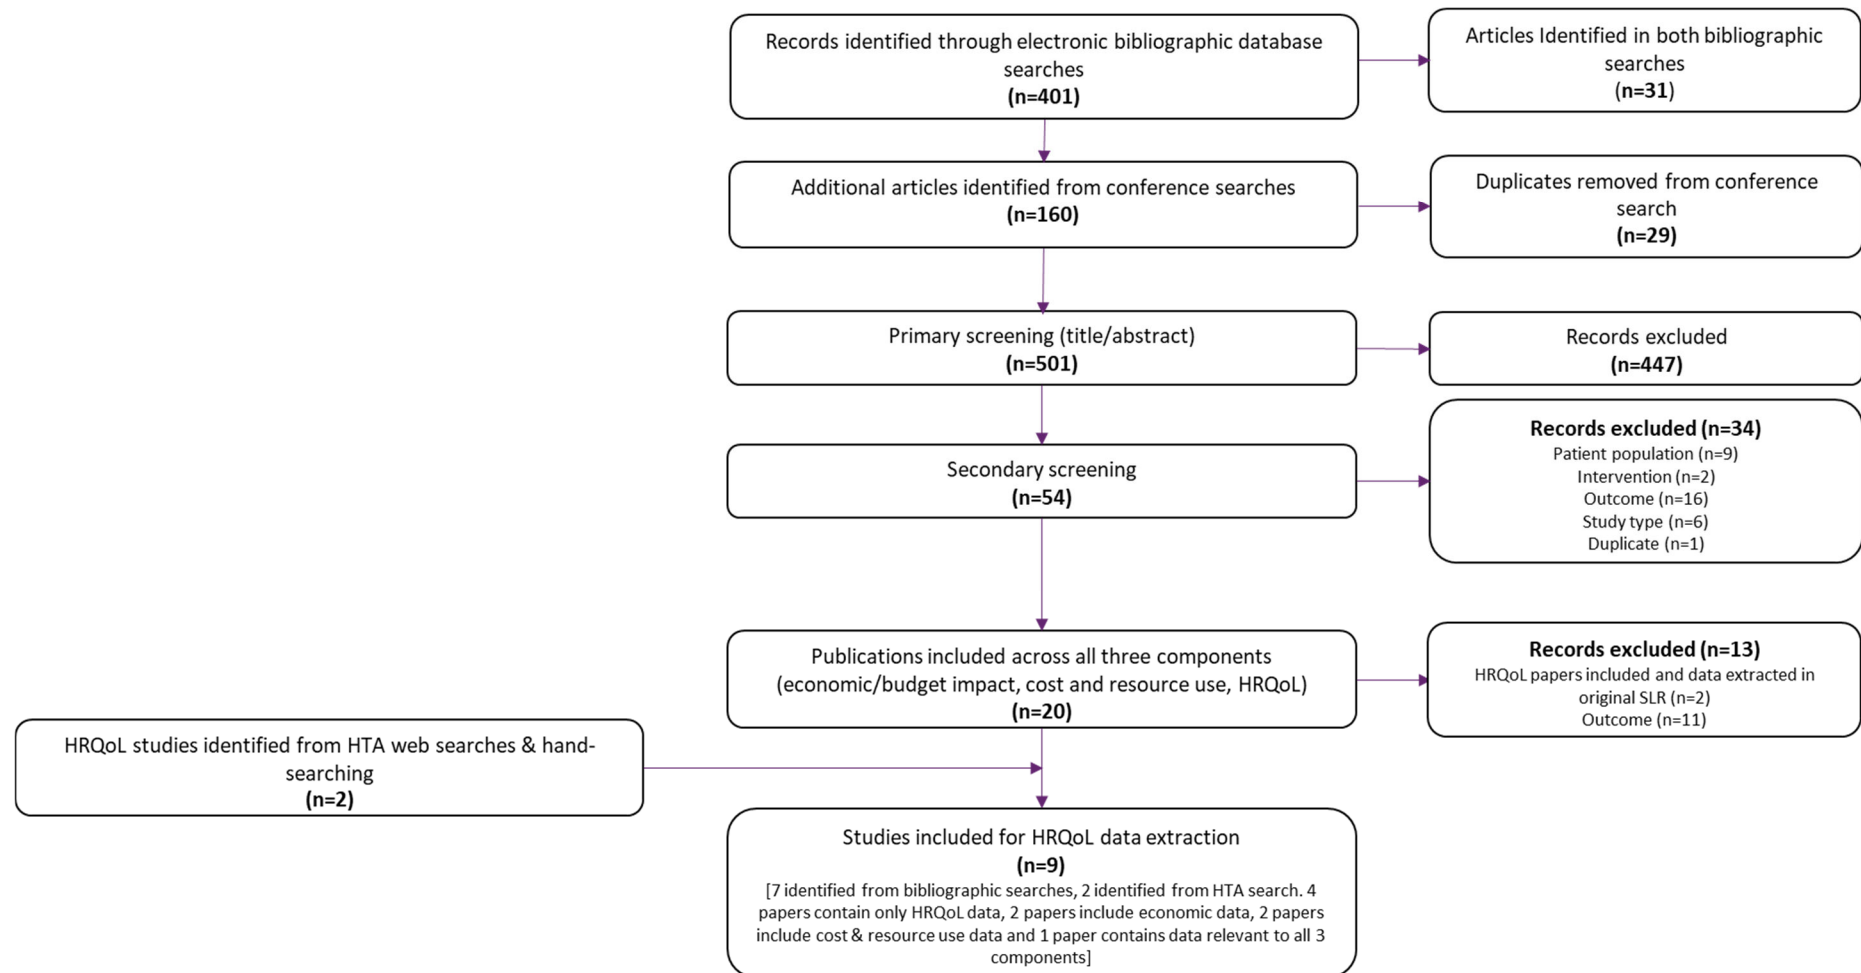 Records identified through electronic bibliographic database
searches
(n=401)
Articles Identified in both bibliographic
searches
(n=31)
Additional articles identified from conference searches
(n=160)
Duplicates removed from conference
search
(n=29)
Primary screening (title/abstract)
(n=501)
Records excluded
(n=447)
Secondary screening
(n=54)
Records excluded (n=34)
Patient population (n=9)
Intervention (n=2)
Outcome (n=16)
Study type (n=6)
Duplicate (n=1)
Publications included across all three components
(economic/budget impact, cost and resource use, HRQoL)
(n=20)
Records excluded (n=13)
HRQoL papers included and data extracted in
original SLR (n=2)
Outcome (n=11)
HRQoL studies identified from HTA web searches & hand-
searching
(n=2)
Studies included for HRQoL data extraction
(n=9)
[7 identified from bibliographic searches, 2 identified from HTA search. 4
papers contain only HRQoL data, 2 papers include economic data, 2 papers
include cost & resource use data and 1 paper contains data relevant to all 3
components]